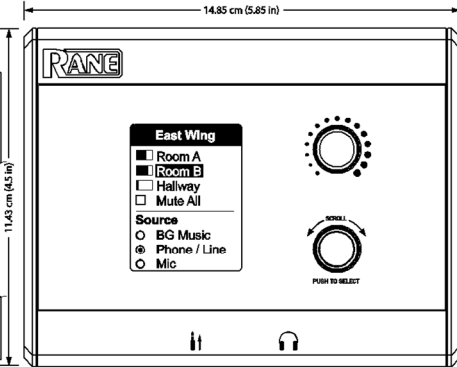 14.85 cm (5.85 in)
RANE
11.43 cm (4.5 in)
East Wing
Room A
Room B
Hallway
Mute All
Source
BG Music
Phone / Line
Mic
SCROLL
PUSH TO SELECT